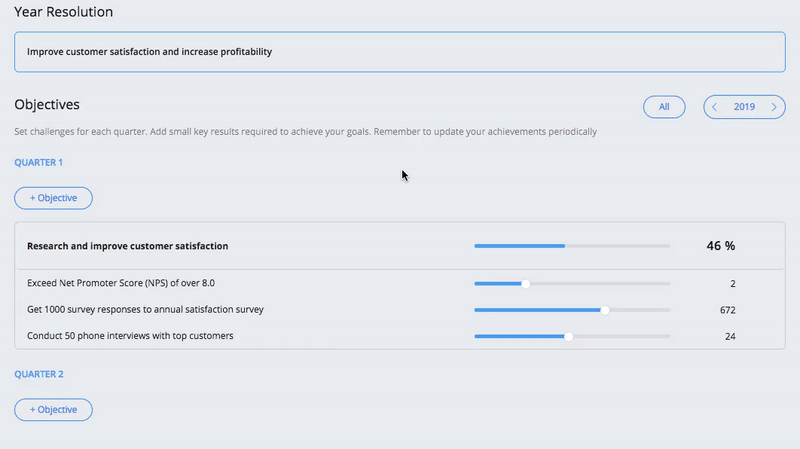 Year Resolution
Improve customer satisfaction and increase profitability
Objectives
All
2019
Set challenges for each quarter. Add small key results required to achieve your goals. Remember to update your achievements periodically
QUARTER 1
+ Objective
Research and improve customer satisfaction 46 %
Exceed Net Promoter Score (NPS) of over 8.0 2
Get 1000 survey responses to annual satisfaction survey 672
Conduct 50 phone interviews with top customers 24
QUARTER 2
+ Objective